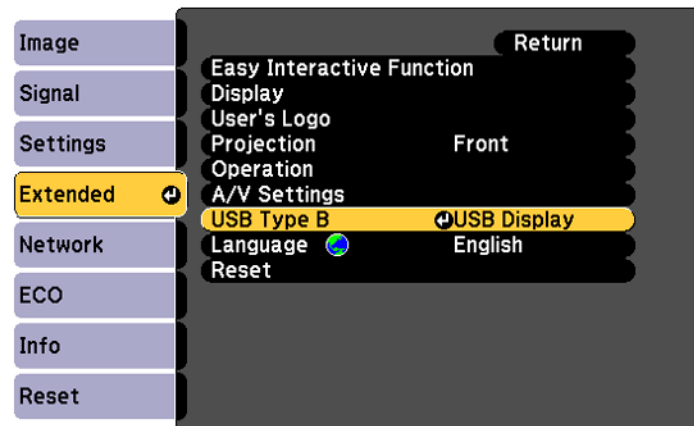 Image
Signal
Settings
Extended
Network
ECO
Info
Reset
Return
Easy Interactive Function
Display
User's Logo
Projection Front
Operation
A/V Settings
USB Type B USB Display
Language English
Reset